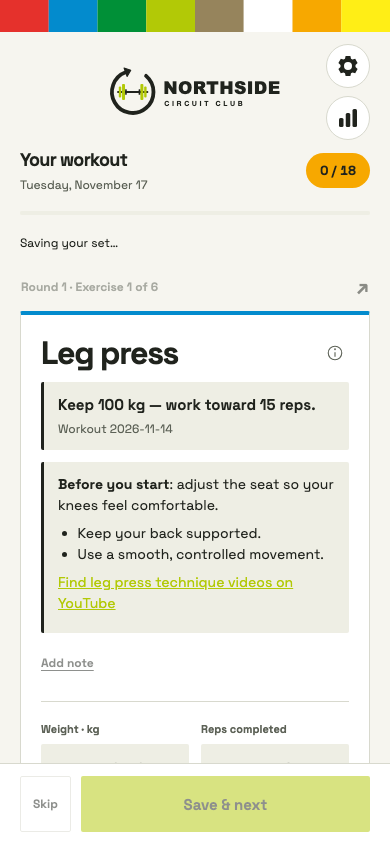 NORTHSIDE
CIRCUIT CLUB
Your workout
Tuesday, November 17
0 / 18
Saving your set…
Round 1 · Exercise 1 of 6
Leg press
Keep 100 kg — work toward 15 reps.
Workout 2026-11-14
Before you start: adjust the seat so your
knees feel comfortable.
• Keep your back supported.
• Use a smooth, controlled movement.
Find leg press technique videos on
YouTube
Add note
Weight · kg
Reps completed
Skip
Save & next